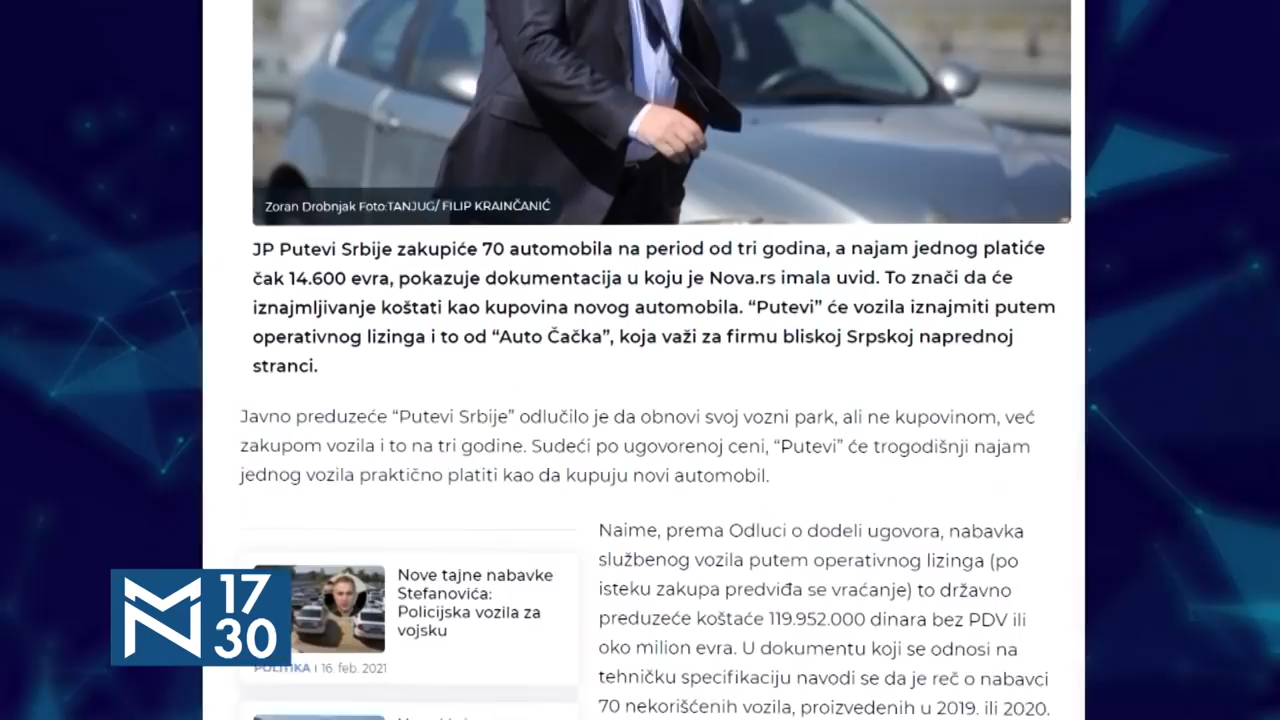 Zoran Drobnjak Foto:TANJUG/ FILIP KRAINČANIĆ
JP Putevi Srbije zakupiće 70 automobila na period od tri godina, a najam jednog platiće
čak 14.600 evra, pokazuje dokumentacija u koju je Nova.rs imala uvid. To znači da će
iznajmljivanje koštati kao kupovina novog automobila. “Putevi” će vozila iznajmiti putem
operativnog lizinga i to od “Auto Čačka”, koja važi za firmu bliskoj Srpskoj naprednoj
stranci.
Javno preduzeće “Putevi Srbije” odlučilo je da obnovi svoj vozni park, ali ne kupovinom, već
zakupom vozila i to na tri godine. Sudeći po ugovorenoj ceni, “Putevi” će trogodišnji najam
jednog vozila praktično platiti kao da kupuju novi automobil.
Nove tajne nabavke
Stefanovića:
Policijska vozila za
vojsku
POLITIKA | 16. feb. 2021
Naime, prema Odluci o dodeli ugovora, nabavka
službenog vozila putem operativnog lizinga (po
isteku zakupa predviđa se vraćanje) to državno
preduzeće koštaće 119.952.000 dinara bez PDV ili
oko milion evra. U dokumentu koji se odnosi na
tehničku specifikaciju navodi se da je reč o nabavci
70 nekorišćenih vozila, proizvedenih u 2019. ili 2020.
17
30